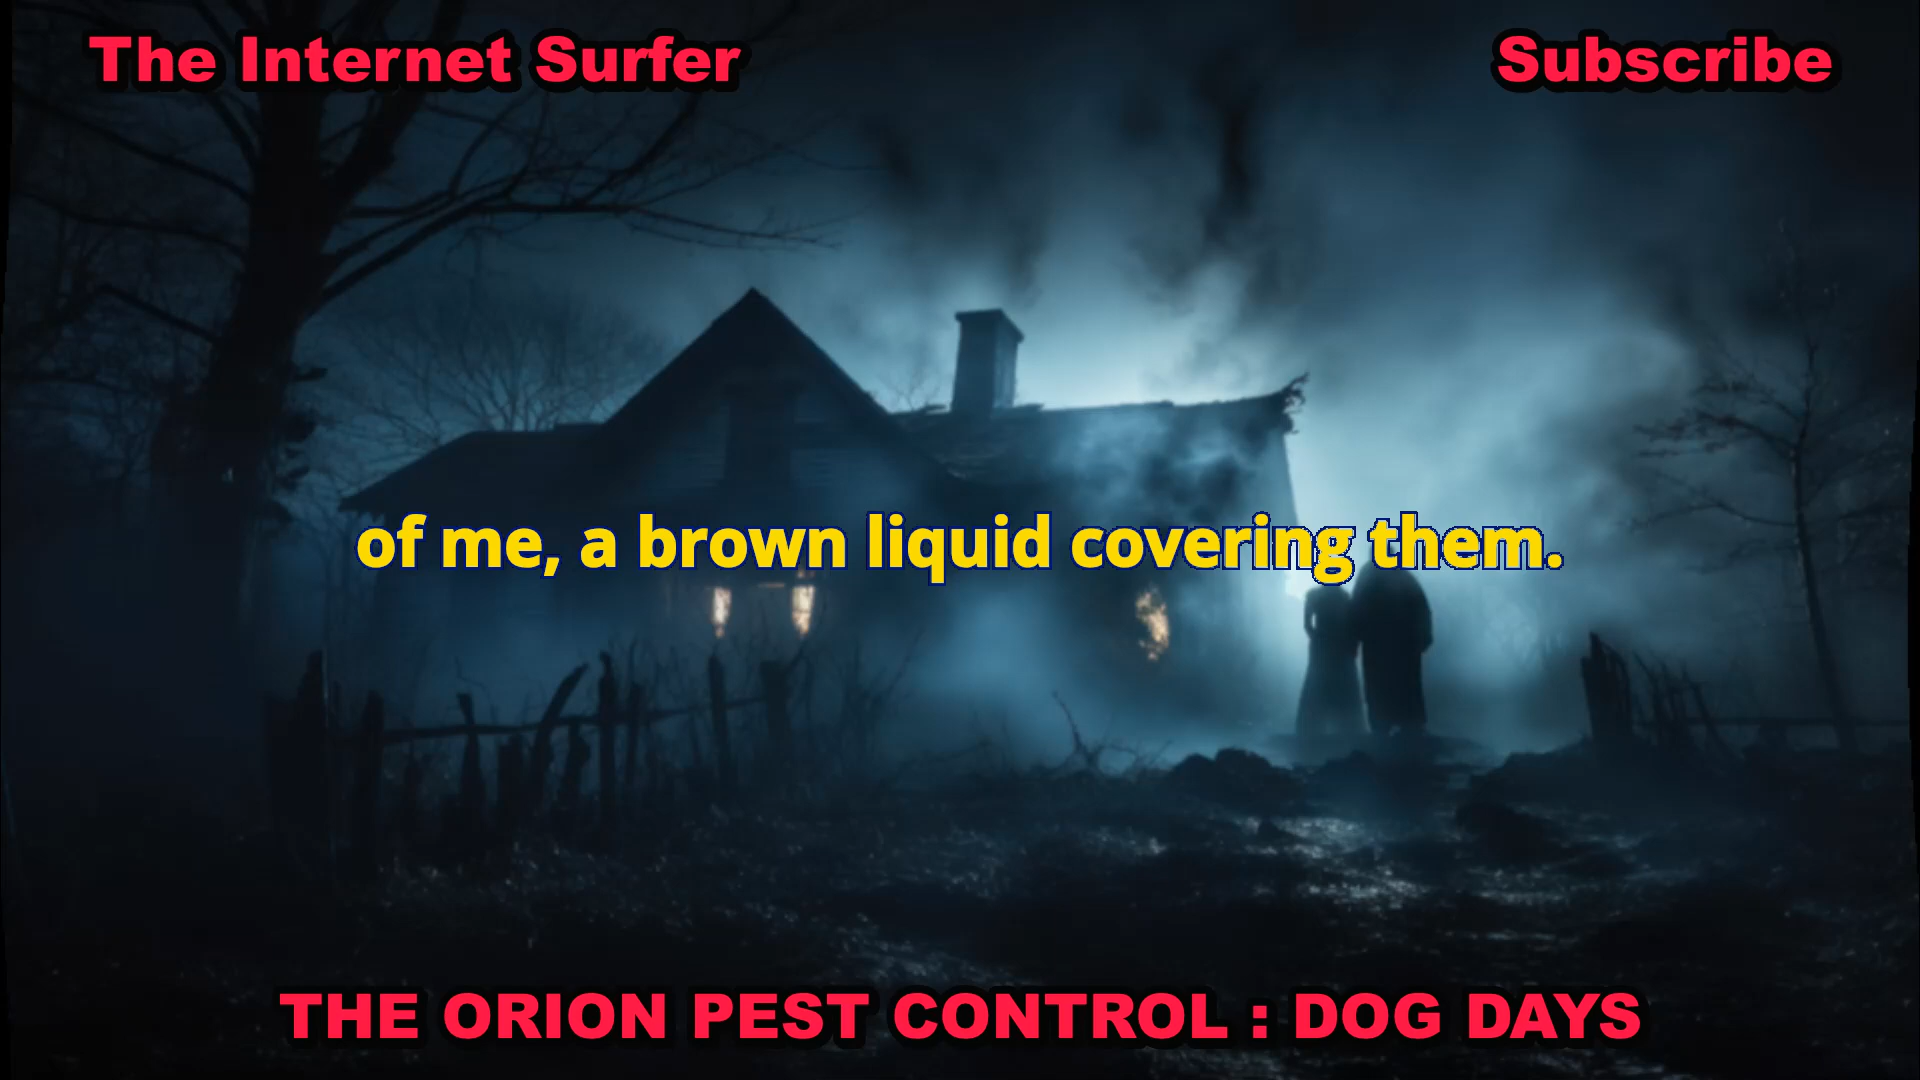 The Internet Surfer
Subscribe
of me, a brown liquid covering them.
THE ORION PEST CONTROL : DOG DAYS